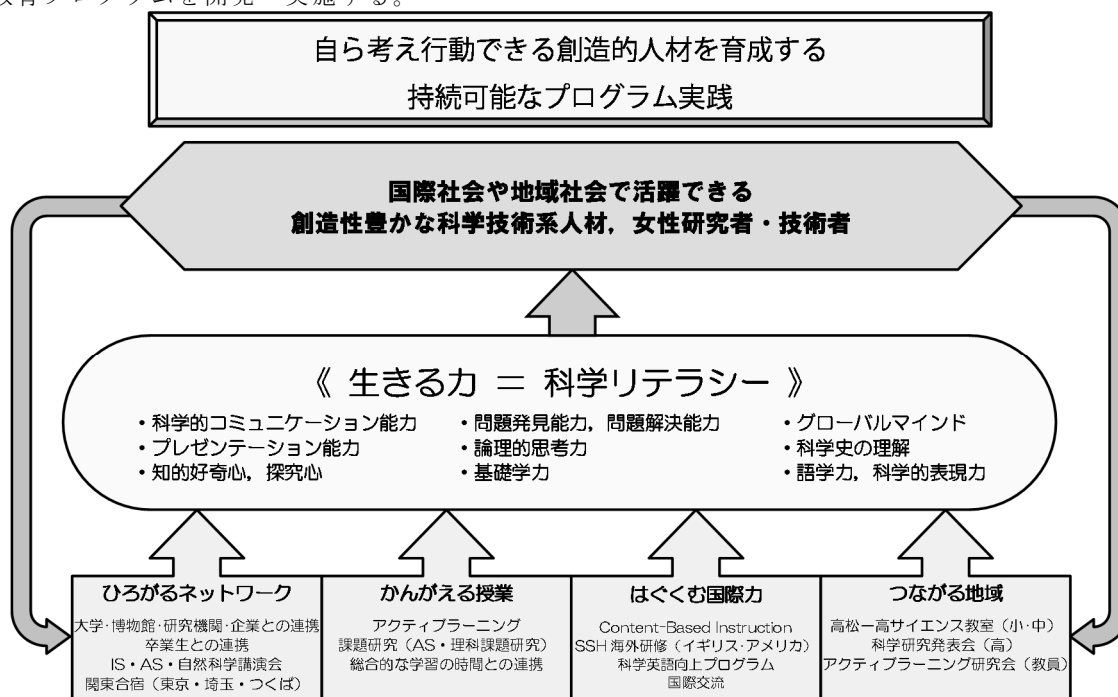 教育プログラムを開発・実施する。
自ら考え行動できる創造的人材を育成する
持続可能なプログラム実践
国際社会や地域社会で活躍できる
創造性豊かな科学技術系人材，女性研究者・技術者
《 生きる力 ＝ 科学リテラシー 》
・科学的コミュニケーション能力
・プレゼンテーション能力
・知的好奇心，探究心
・問題発見能力，問題解決能力
・論理的思考力
・基礎学力
・グローバルマインド
・科学史の理解
・語学力，科学的表現力
ひろがるネットワーク
大学･博物館･研究機関･企業との連携
卒業生との連携
IS・AS・自然科学講演会
関東合宿（東京・埼玉・つくば）
かんがえる授業
アクティブラーニング
課題研究（AS・理科課題研究）
総合的な学習の時間との連携
はぐくむ国際力
Content-Based Instruction
SSH 海外研修（イギリス･アメリカ）
科学英語向上プログラム
国際交流
つながる地域
高松一高サイエンス教室（小･中）
科学研究発表会（高）
アクティブラーニング研究会（教員）